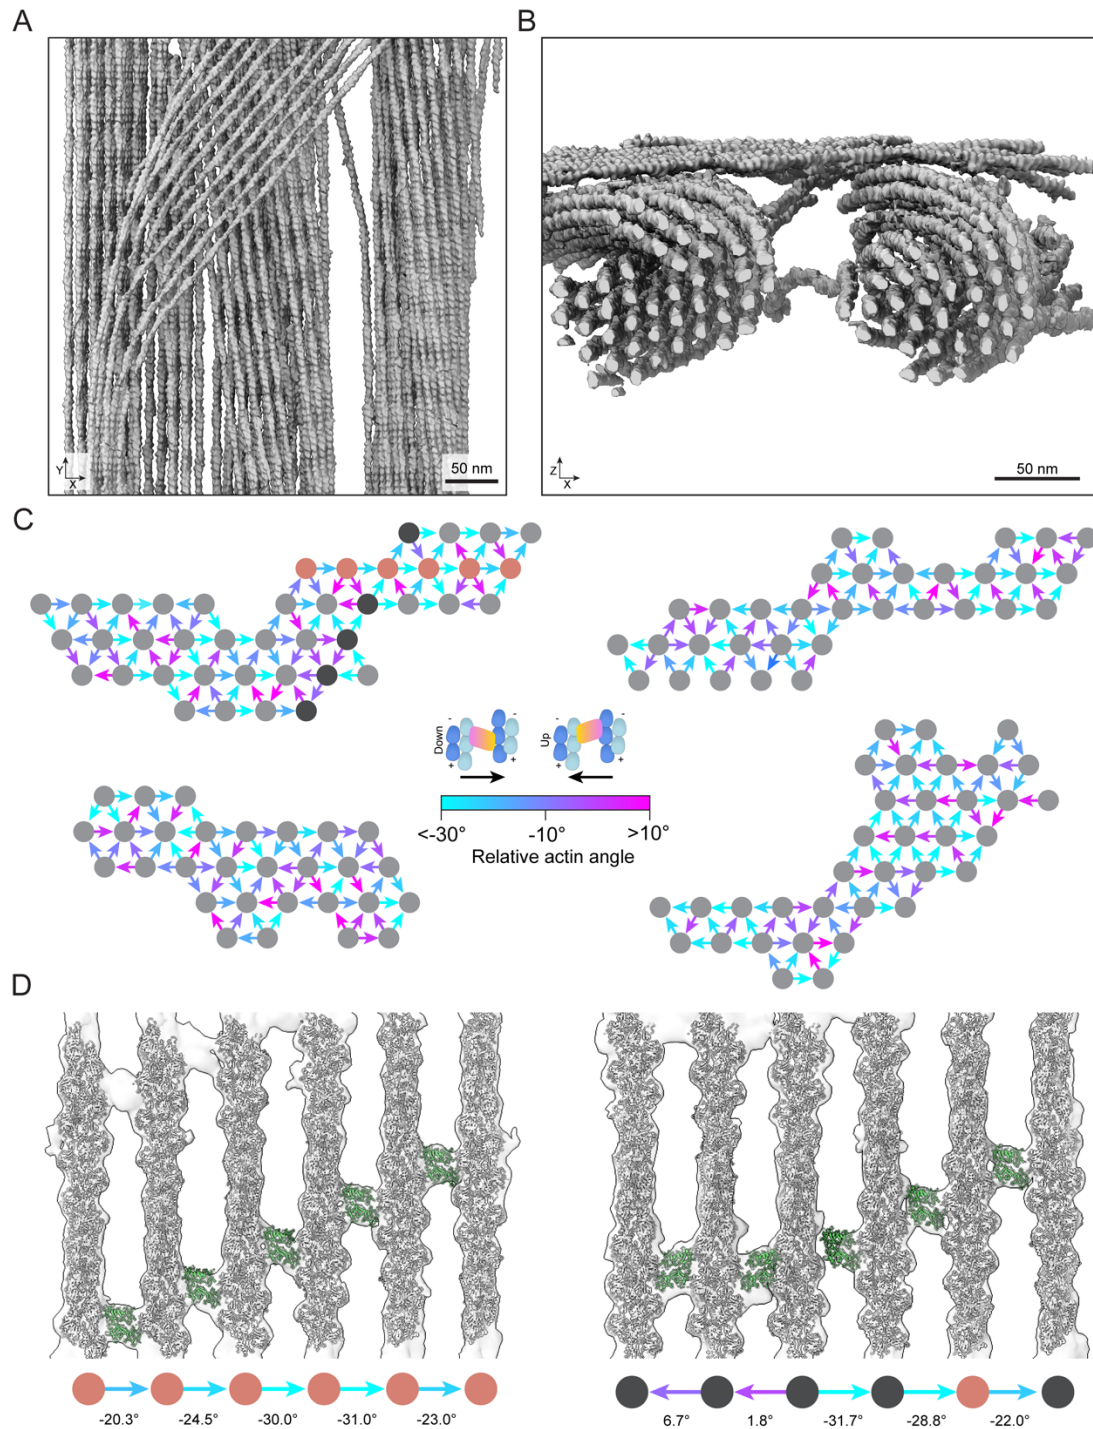 A
B
Y
X
50 nm
Z
X
50 nm
C
Down
-
-
+
+
Up
-
-
+
+
<-30°
-10°
>10°
Relative actin angle
D
-20.3°
-24.5°
-30.0°
-31.0°
-23.0°
6.7°
1.8°
-31.7°
-28.8°
-22.0°